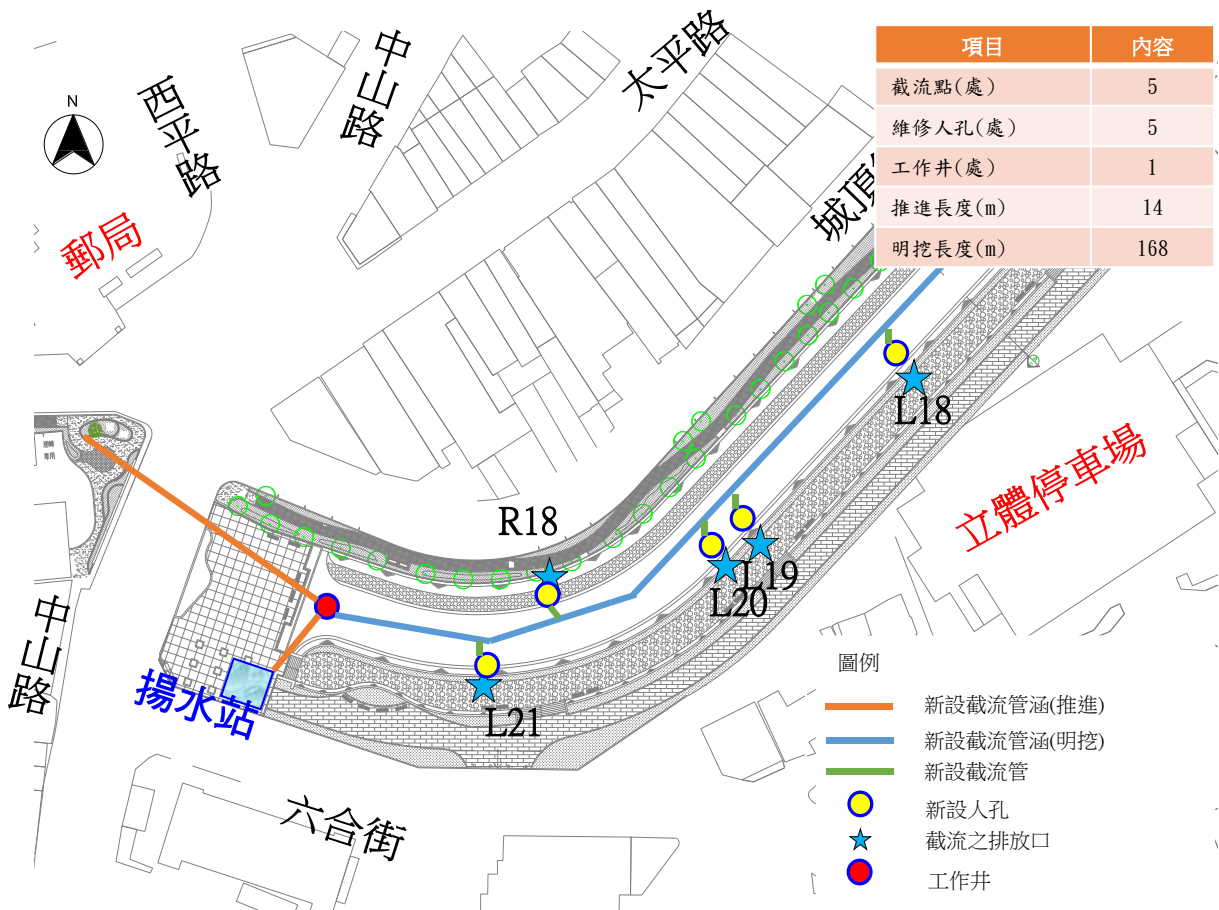 項目 內容
截流點(處) 5
維修人孔(處) 5
工作井(處) 1
推進長度(m) 14
明挖長度(m) 168
N
西平路
中山路
太平路
城頂
郵局
L18
立體停車場
R18
L19
L20
L21
中山路
揚水站
六合街
圖例
新設截流管涵(推進)
新設截流管涵(明挖)
新設截流管
新設人孔
截流之排放口
工作井